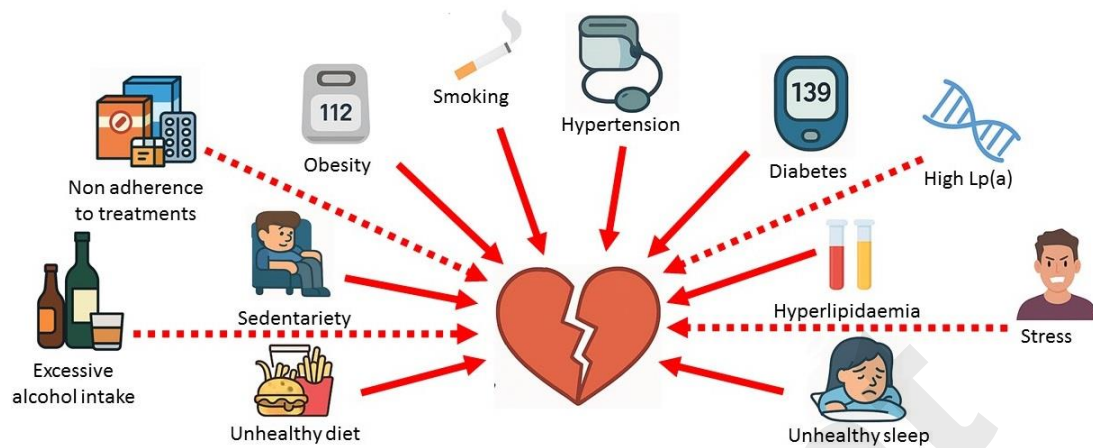 Smoking
Hypertension
112
139
Obesity
Diabetes
High Lp(a)
Non adherence
to treatments
Sedentariety
Hyperlipidaemia
Stress
Excessive
alcohol intake
Unhealthy diet
Unhealthy sleep